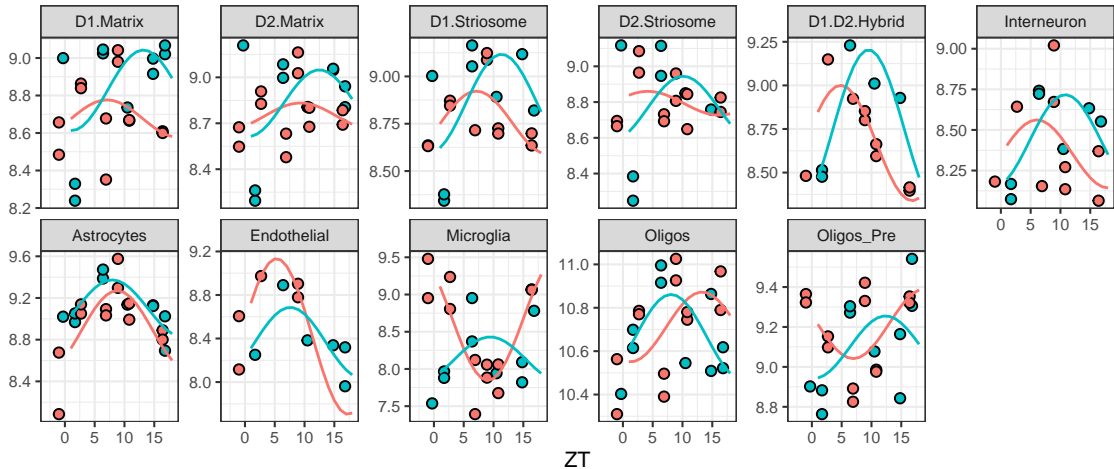 D1.Matrix D2.Matrix D1.Striosome D2.Striosome D1.D2.Hybrid Interneuron
9.0 8.8 8.6 8.4 8.2
9.0 8.8 8.6 8.4 8.2
9.00 8.75 8.50
9.0 8.8 8.6 8.4
9.25 9.00 8.75 8.50
9.00 8.75 8.50 8.25
0 5 10 15
Astrocytes Endothelial Microglia Oligos Oligos_Pre
9.6 9.2 8.8 8.4
9.2 8.8 8.4 8.0
9.5 9.0 8.5 8.0 7.5
11.0 10.8 10.6 10.4
9.4 9.2 9.0 8.8
0 5 10 15 0 5 10 15 0 5 10 15 0 5 10 15 0 5 10 15
ZT